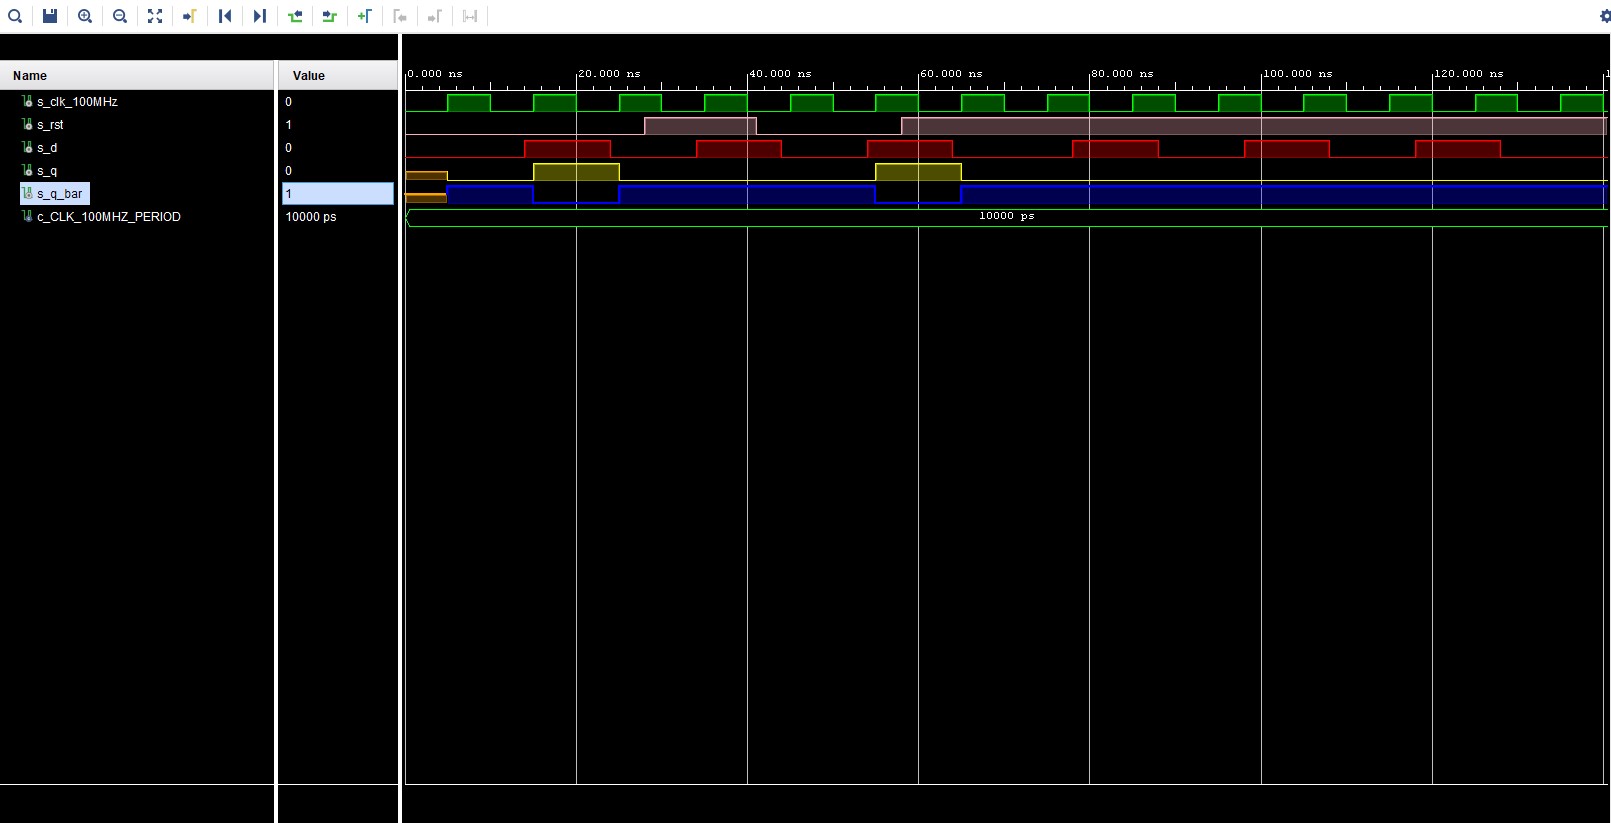 Name Value
0.000 ns 20.000 ns 40.000 ns 60.000 ns 80.000 ns 100.000 ns 120.000 ns 1
s_clk_100MHz 0
s_rst 1
s_d 0
s_q 0
s_q_bar 1
c_CLK_100MHZ_PERIOD 10000 ps 10000 ps